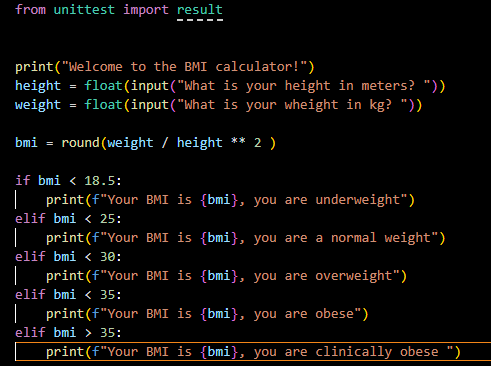 from unittest import result
print("Welcome to the BMI calculator!")
height = float(input("What is your height in meters? "))
weight = float(input("What is your wheight in kg? "))
bmi = round(weight / height ** 2 )
if bmi < 18.5:
    print(f"Your BMI is {bmi}, you are underweight")
elif bmi < 25:
    print(f"Your BMI is {bmi}, you are a normal weight")
elif bmi < 30:
    print(f"Your BMI is {bmi}, you are overweight")
elif bmi < 35:
    print(f"Your BMI is {bmi}, you are obese")
elif bmi > 35:
    print(f"Your BMI is {bmi}, you are clinically obese ")